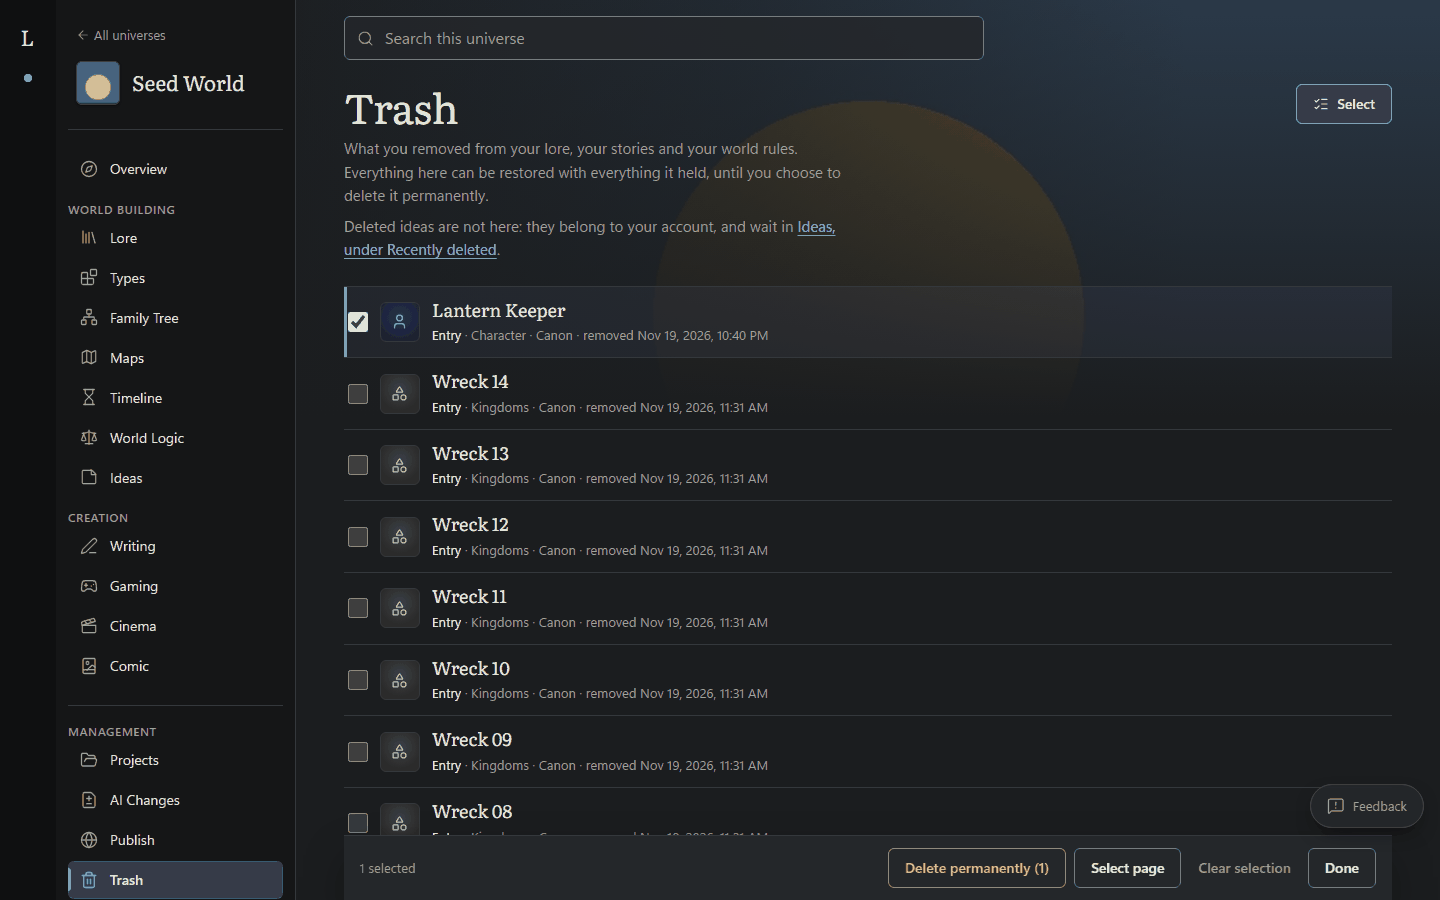 L
All universes
Seed World
Overview
WORLD BUILDING
Lore
Types
Family Tree
Maps
Timeline
World Logic
Ideas
CREATION
Writing
Gaming
Cinema
Comic
MANAGEMENT
Projects
AI Changes
Publish
Trash
Search this universe
Trash
Select
What you removed from your lore, your stories and your world rules.
Everything here can be restored with everything it held, until you choose to
delete it permanently.
Deleted ideas are not here: they belong to your account, and wait in Ideas,
under Recently deleted.
Lantern Keeper
Entry · Character · Canon · removed Nov 19, 2026, 10:40 PM
Wreck 14
Entry · Kingdoms · Canon · removed Nov 19, 2026, 11:31 AM
Wreck 13
Entry · Kingdoms · Canon · removed Nov 19, 2026, 11:31 AM
Wreck 12
Entry · Kingdoms · Canon · removed Nov 19, 2026, 11:31 AM
Wreck 11
Entry · Kingdoms · Canon · removed Nov 19, 2026, 11:31 AM
Wreck 10
Entry · Kingdoms · Canon · removed Nov 19, 2026, 11:31 AM
Wreck 09
Entry · Kingdoms · Canon · removed Nov 19, 2026, 11:31 AM
Wreck 08
Feedback
1 selected
Delete permanently (1)
Select page
Clear selection
Done